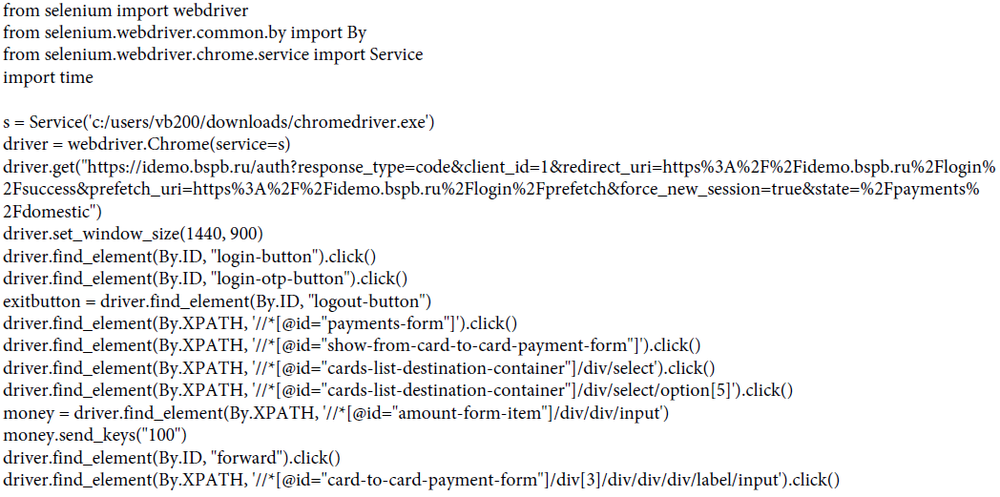 from selenium import webdriver
from selenium.webdriver.common.by import By
from selenium.webdriver.chrome.service import Service
import time

s = Service('c:/users/vb200/downloads/chromedriver.exe')
driver = webdriver.Chrome(service=s)
driver.get("https://idemo.bspb.ru/auth?response_type=code&client_id=1&redirect_uri=https%3A%2F%2Fidemo.bspb.ru%2Flogin%
2Fsuccess&prefetch_uri=https%3A%2F%2Fidemo.bspb.ru%2Flogin%2Fprefetch&force_new_session=true&state=%2Fpayments%
2Fdomestic")
driver.set_window_size(1440, 900)
driver.find_element(By.ID, "login-button").click()
driver.find_element(By.ID, "login-otp-button").click()
exitbutton = driver.find_element(By.ID, "logout-button")
driver.find_element(By.XPATH, '//*[@id="payments-form"]').click()
driver.find_element(By.XPATH, '//*[@id="show-from-card-to-card-payment-form"]').click()
driver.find_element(By.XPATH, '//*[@id="cards-list-destination-container"]/div/select').click()
driver.find_element(By.XPATH, '//*[@id="cards-list-destination-container"]/div/select/option[5]').click()
money = driver.find_element(By.XPATH, '//*[@id="amount-form-item"]/div/div/input')
money.send_keys("100")
driver.find_element(By.ID, "forward").click()
driver.find_element(By.XPATH, '//*[@id="card-to-card-payment-form"]/div[3]/div/div/div/label/input').click()